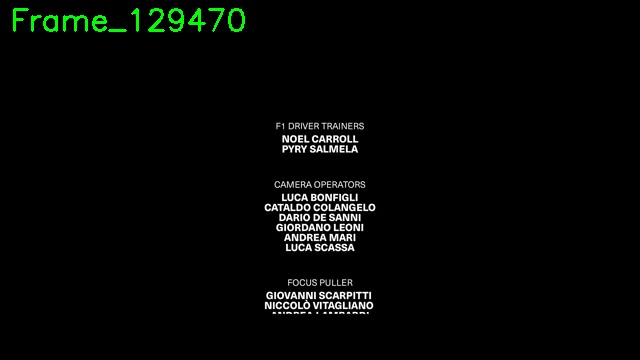 Frame_129470
F1 DRIVER TRAINERS
NOEL CARROLL
PYRY SALMELA
CAMERA OPERATORS
LUCA BONFIGLI
CATALDO COLANGELO
DARIO DE SANNI
GIORDANO LEONI
ANDREA MARI
LUCA SCASSA
FOCUS PULLER
GIOVANNI SCARPITTI
NICCOLÒ VITAGLIANO